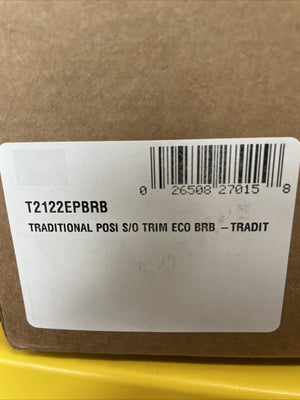 0 26508 27015 8
T2122EPBRB
TRADITIONAL POSI S/O TRIM ECO BRB – TRADIT